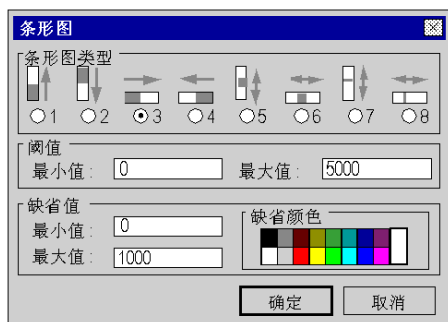 条形图
条形图类型
1 2 3 4 5 6 7 8
阈值
最小值: 0 最大值: 5000
缺省值
最小值: 0
最大值: 1000
缺省颜色
确定 取消